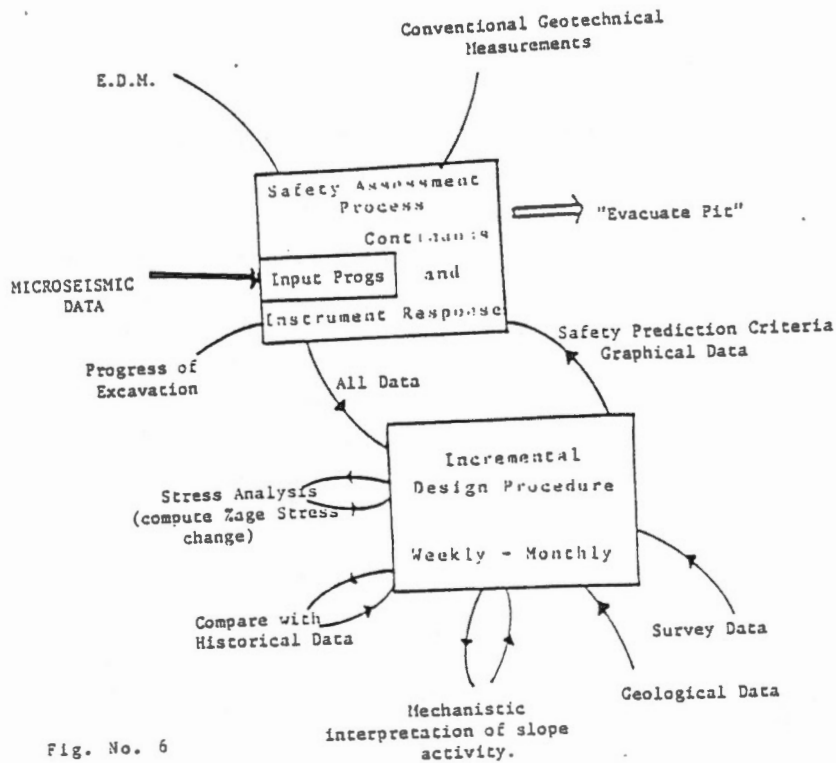 Conventional Geotechnical
Measurements
E.D.M.
Safety Assessment
Process
Continuous
"Evacuate Pit"
Input Progs and
MICROSEISMIC
DATA
Instrument Response
Safety Prediction Criteria
Graphical Data
Progress of
Excavation
All Data
Incremental
Design Procedure
Stress Analysis
(compute %age Stress
change)
Weekly - Monthly
Compare with
Historical Data
Survey Data
Geological Data
Mechanistic
interpretation of slope
activity.
Fig. No. 6